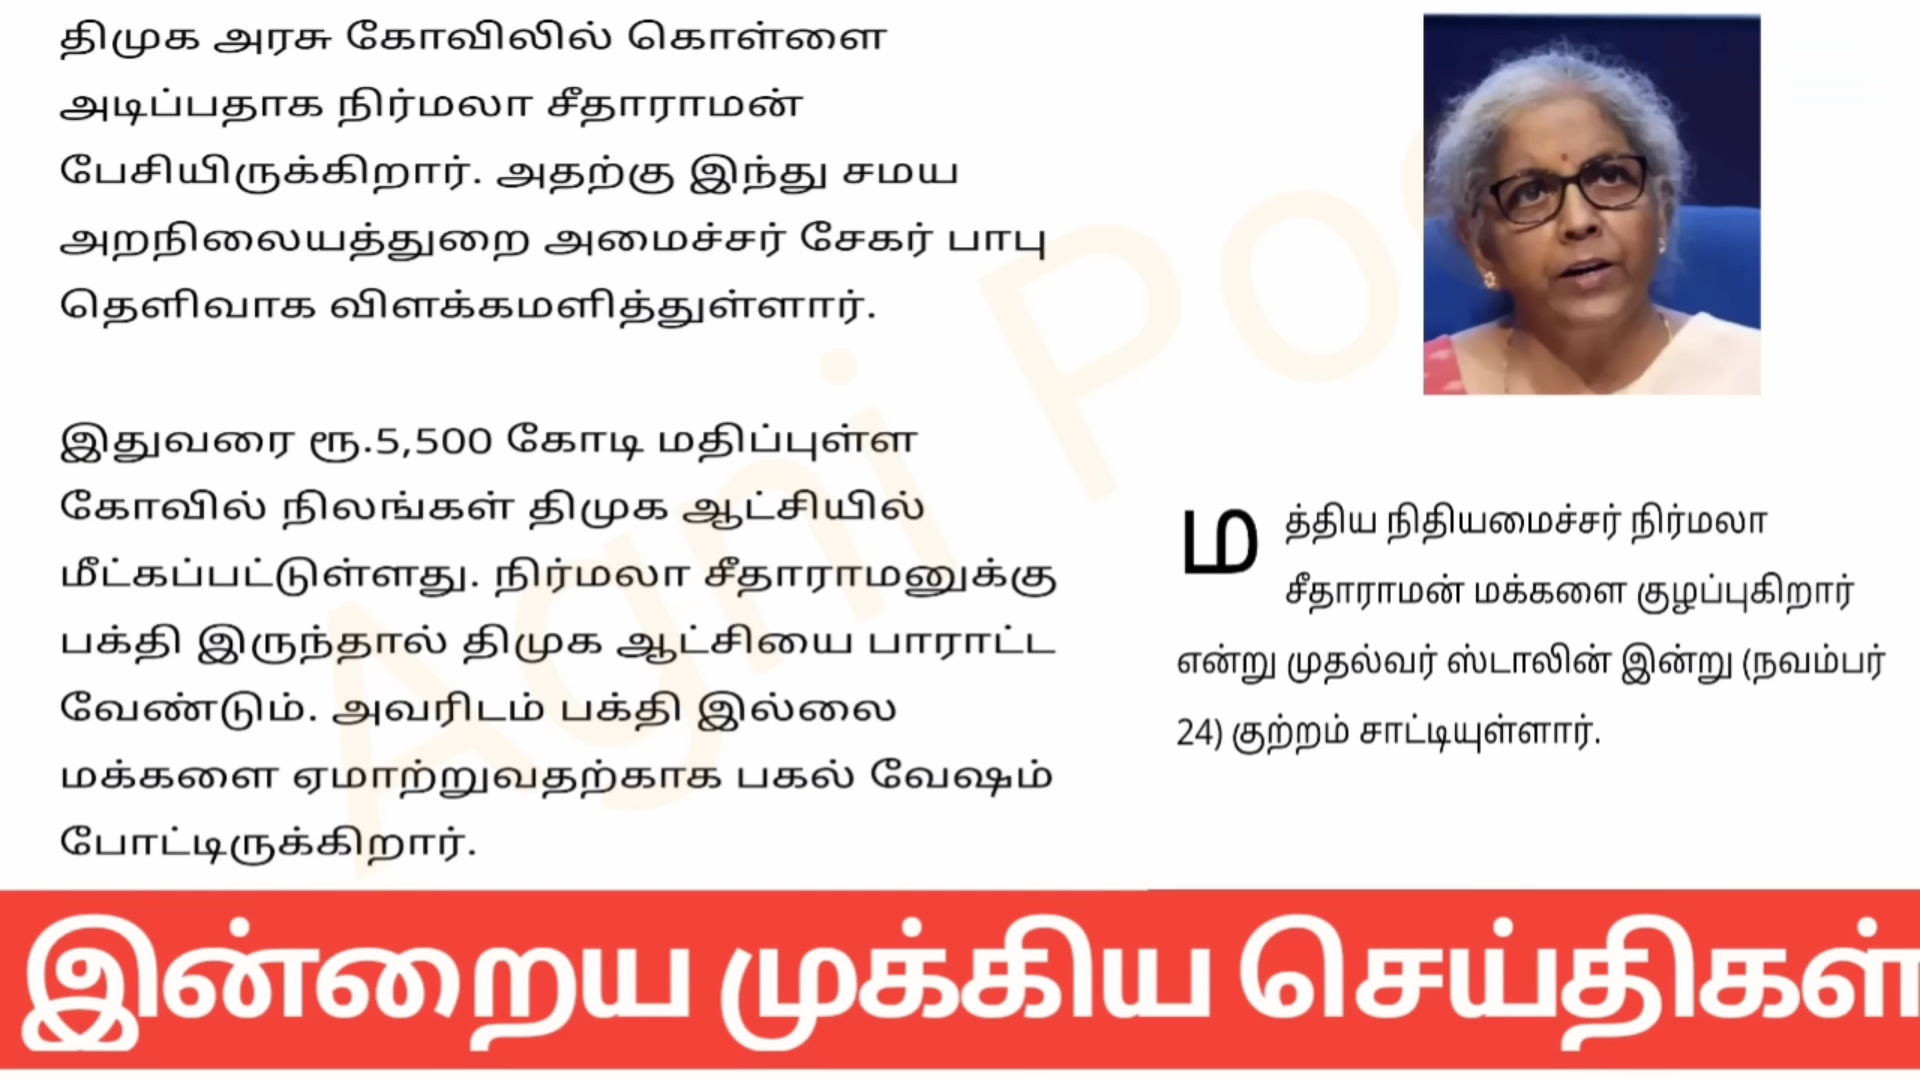 திமுக அரசு கோவிலில் கொள்ளை
அடிப்பதாக நிர்மலா சீதாராமன்
பேசியிருக்கிறார். அதற்கு இந்து சமய
அறநிலையத்துறை அமைச்சர் சேகர் பாபு
தெளிவாக விளக்கமளித்துள்ளார்.
இதுவரை ரூ.5,500 கோடி மதிப்புள்ள
கோவில் நிலங்கள் திமுக ஆட்சியில்
மீட்கப்பட்டுள்ளது. நிர்மலா சீதாராமனுக்கு
பக்தி இருந்தால் திமுக ஆட்சியை பாராட்ட
வேண்டும். அவரிடம் பக்தி இல்லை
மக்களை ஏமாற்றுவதற்காக பகல் வேஷம்
போட்டிருக்கிறார்.
மத்திய நிதியமைச்சர் நிர்மலா
சீதாராமன் மக்களை குழப்புகிறார்
என்று முதல்வர் ஸ்டாலின் இன்று (நவம்பர்
24) குற்றம் சாட்டியுள்ளார்.
Agni Pos
இன்றைய முக்கிய செய்திகள்